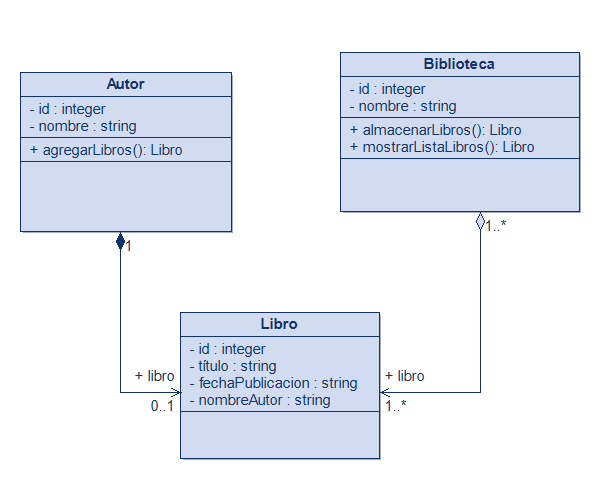 Autor
- id : integer
- nombre : string
+ agregarLibros(): Libro
1
Biblioteca
- id : integer
- nombre : string
+ almacenarLibros(): Libro
+ mostrarListaLibros(): Libro
1..*
Libro
- id : integer
- título : string
- fechaPublicacion : string
- nombreAutor : string
+ libro
0..1
+ libro
1..*